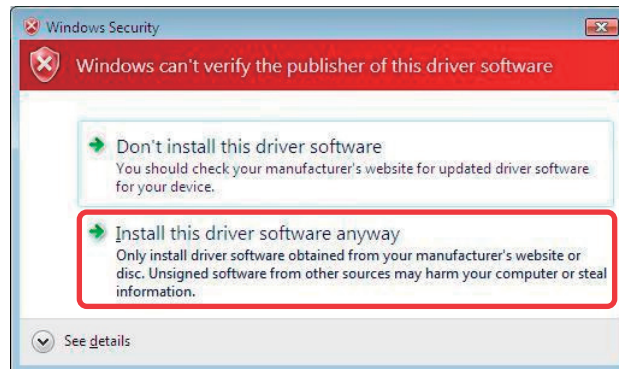 Windows Security
Windows can't verify the publisher of this driver software
Don't install this driver software
You should check your manufacturer's website for updated driver software
for your device.
Install this driver software anyway
Only install driver software obtained from your manufacturer's website or
disc. Unsigned software from other sources may harm your computer or steal
information.
See details